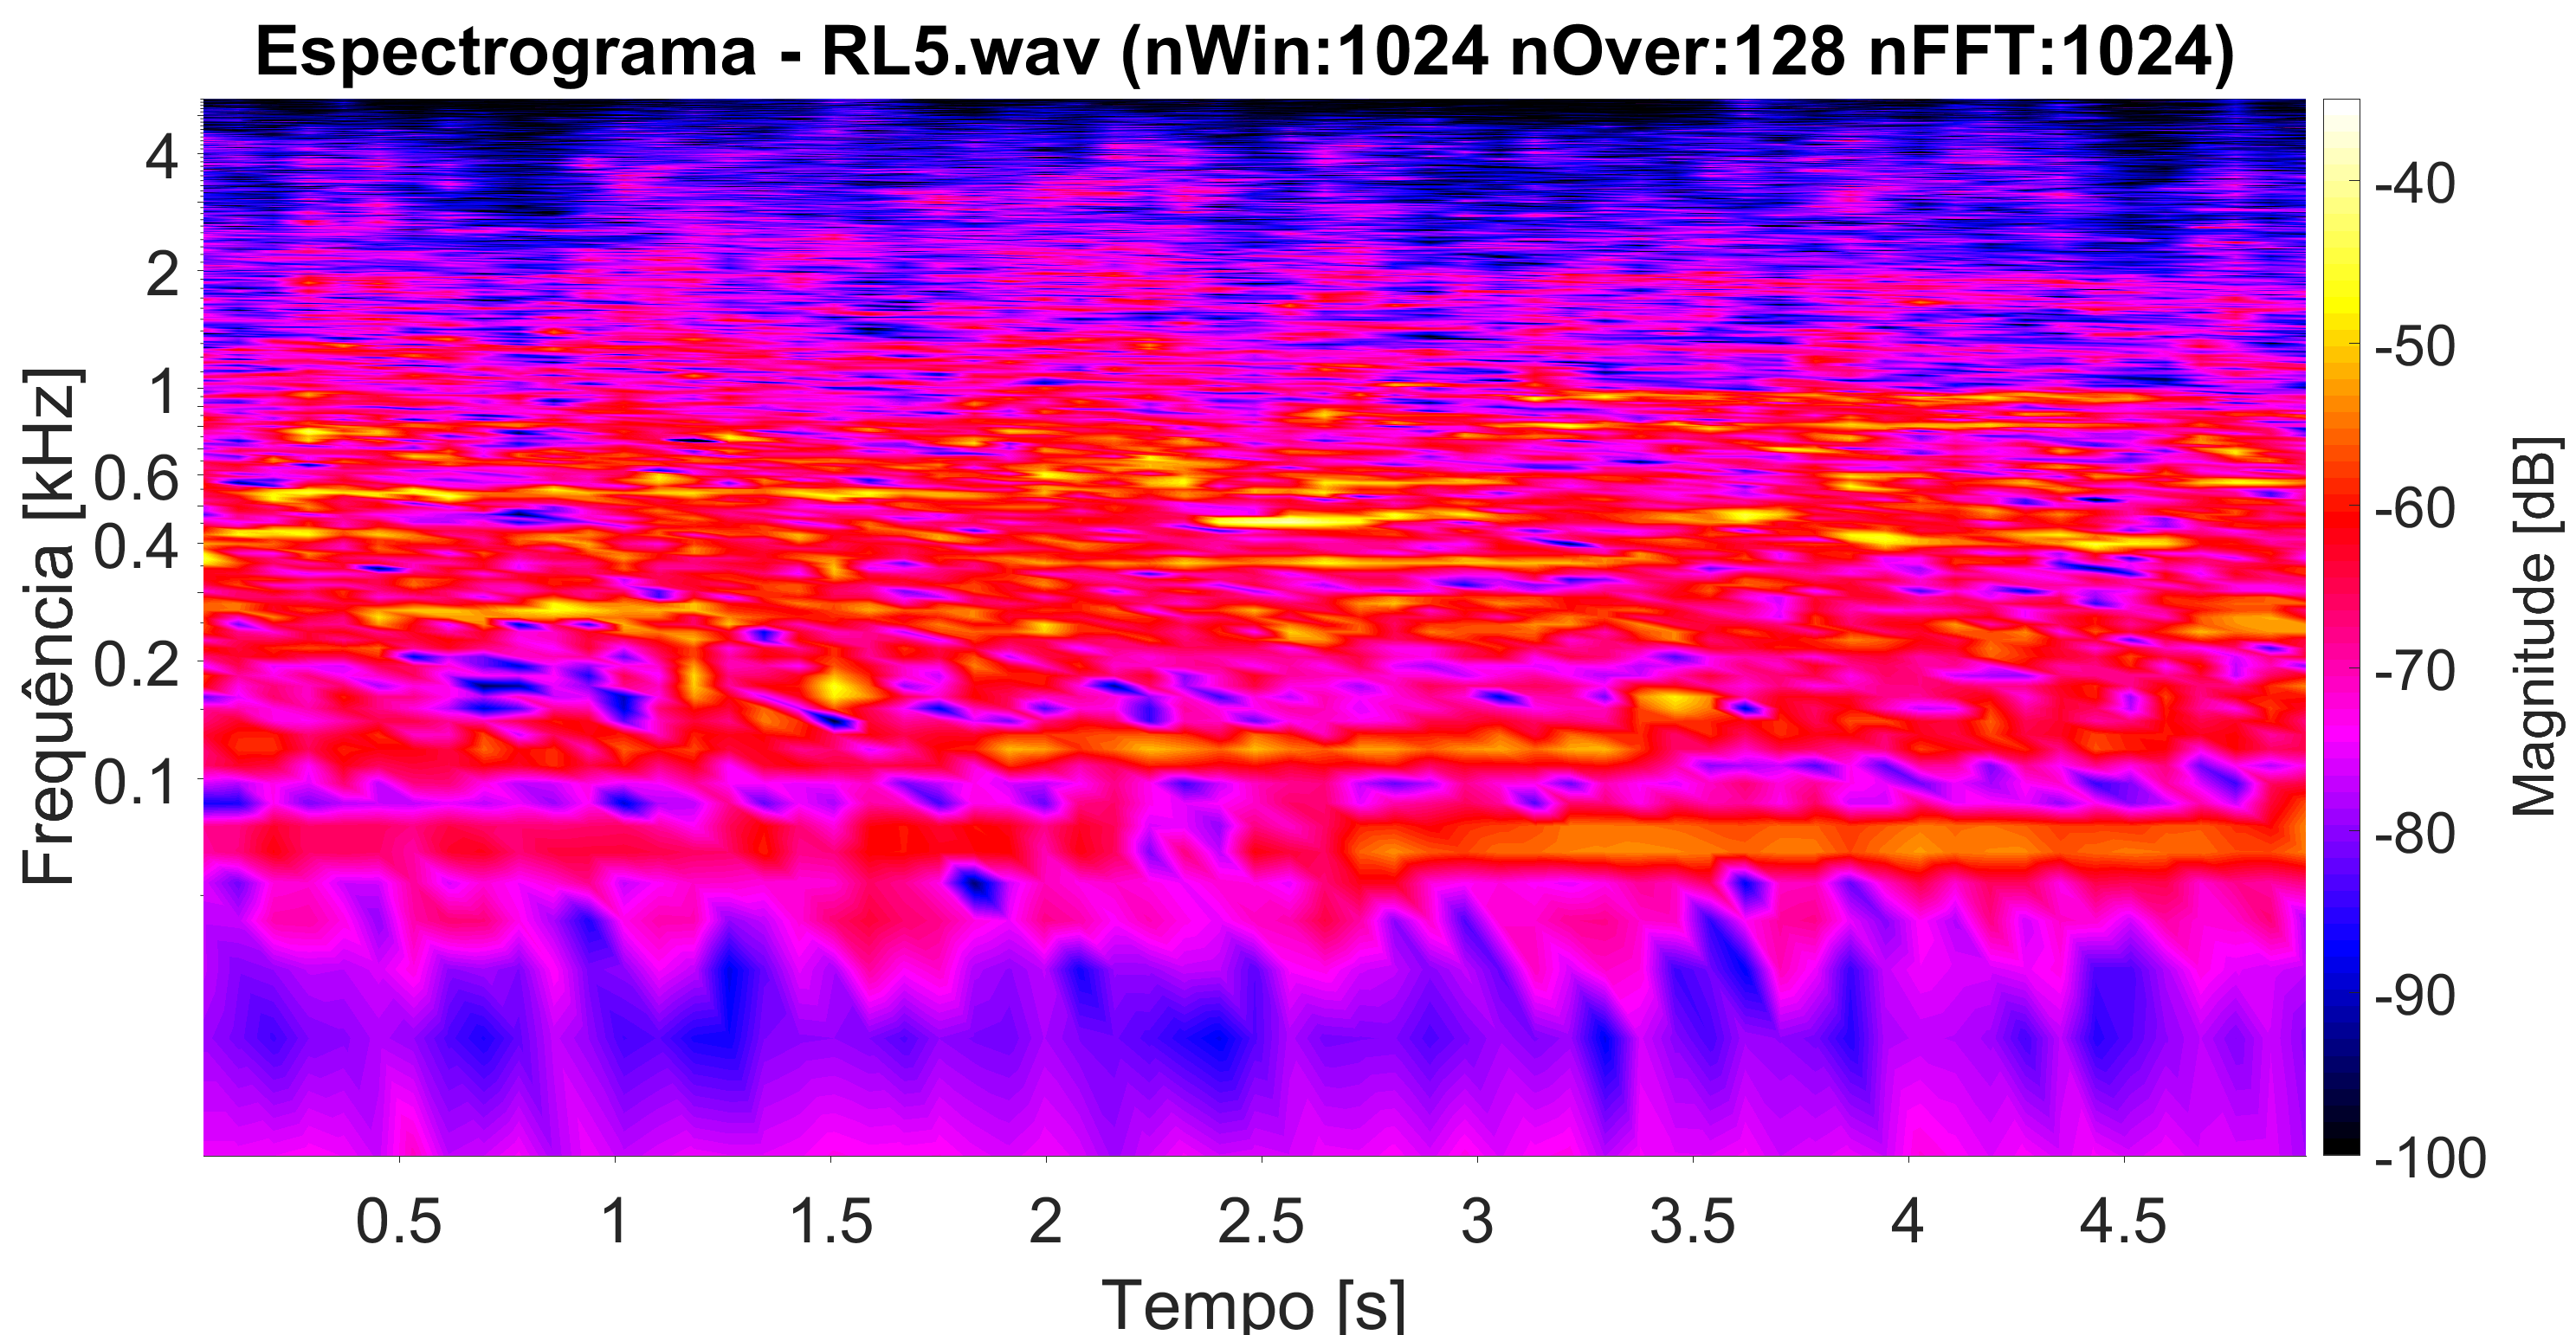 Espectrograma - RL5.wav (nWin:1024 nOver:128 nFFT:1024)
Frequência [kHz]
4
2
1
0.6
0.4
0.2
0.1
0.5 1 1.5 2 2.5 3 3.5 4 4.5
Tempo [s]
-40
-50
-60
-70
-80
-90
-100
Magnitude [dB]